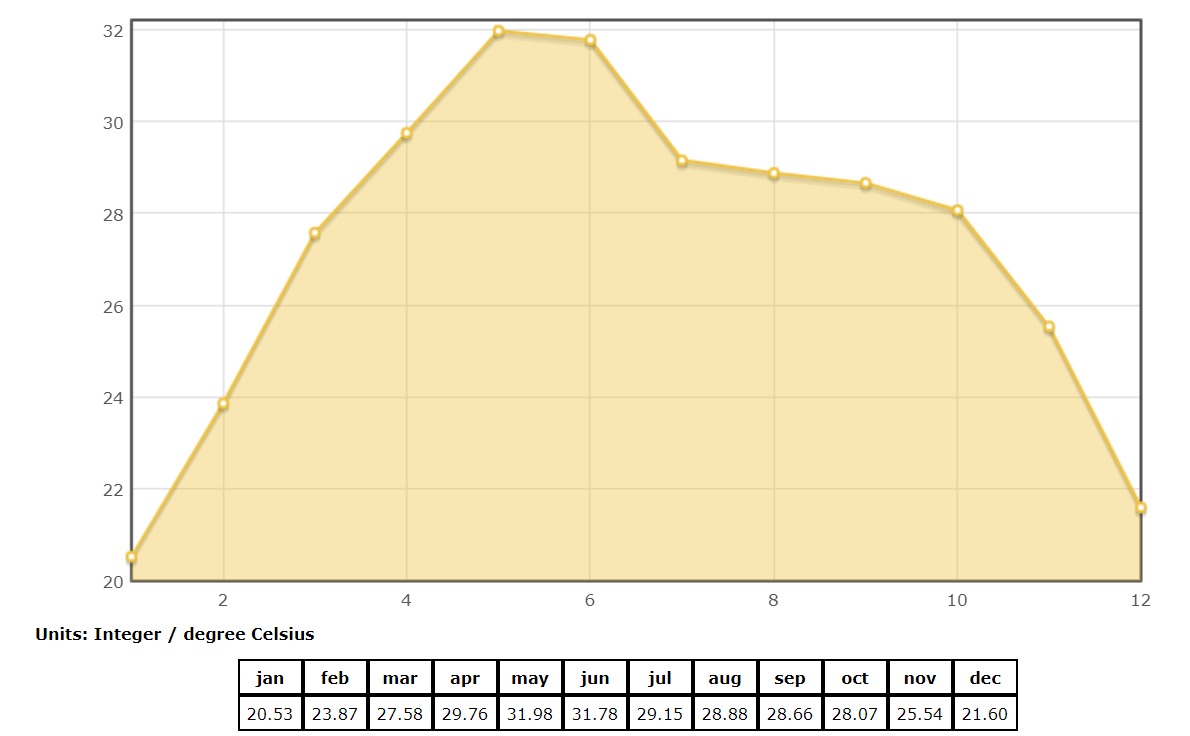 32
30
28
26
24
22
20
2 4 6 8 10 12
Units: Integer / degree Celsius
jan feb mar apr may jun jul aug sep oct nov dec
20.53 23.87 27.58 29.76 31.98 31.78 29.15 28.88 28.66 28.07 25.54 21.60